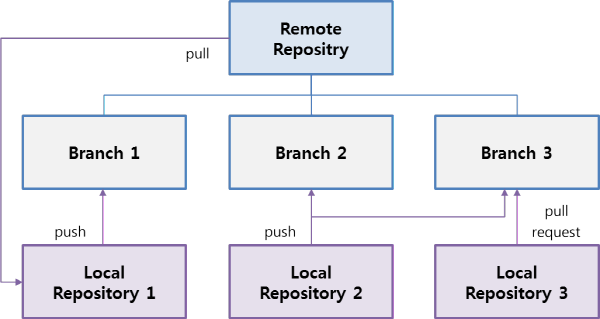 Remote
Repositry
pull
Branch 1
Branch 2
Branch 3
push
push
pull
request
Local
Repository 1
Local
Repository 2
Local
Repository 3